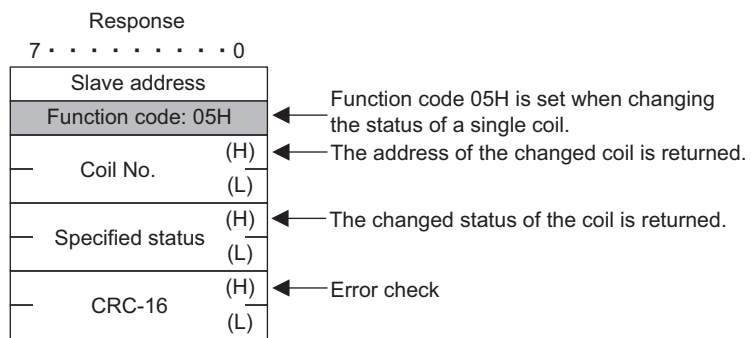 Response
7 · · · · · · · · · 0
Slave address
Function code: 05H
Function code 05H is set when changing
the status of a single coil.
Coil No.
(H)
(L)
The address of the changed coil is returned.
Specified status
(H)
(L)
The changed status of the coil is returned.
CRC-16
(H)
(L)
Error check